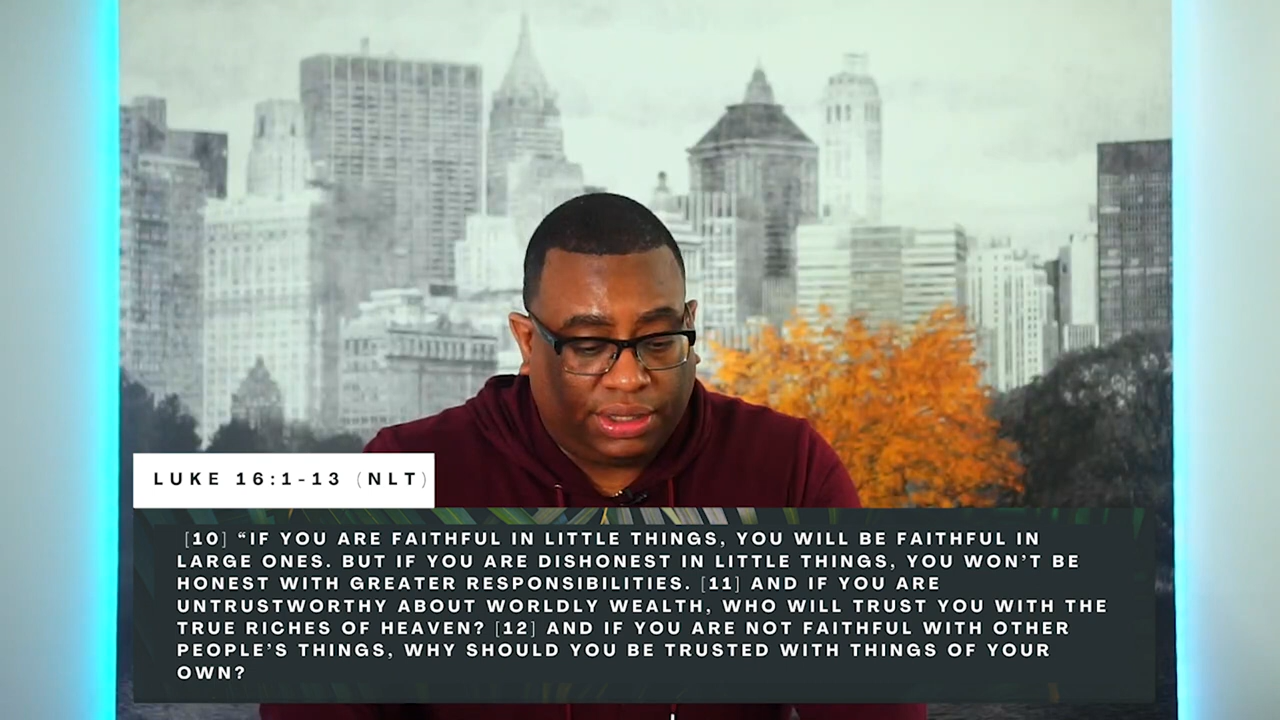 LUKE 16:1-13 (NLT)
[10] “IF YOU ARE FAITHFUL IN LITTLE THINGS, YOU WILL BE FAITHFUL IN
LARGE ONES. BUT IF YOU ARE DISHONEST IN LITTLE THINGS, YOU WON’T BE
HONEST WITH GREATER RESPONSIBILITIES. [11] AND IF YOU ARE
UNTRUSTWORTHY ABOUT WORLDLY WEALTH, WHO WILL TRUST YOU WITH THE
TRUE RICHES OF HEAVEN? [12] AND IF YOU ARE NOT FAITHFUL WITH OTHER
PEOPLE’S THINGS, WHY SHOULD YOU BE TRUSTED WITH THINGS OF YOUR
OWN?